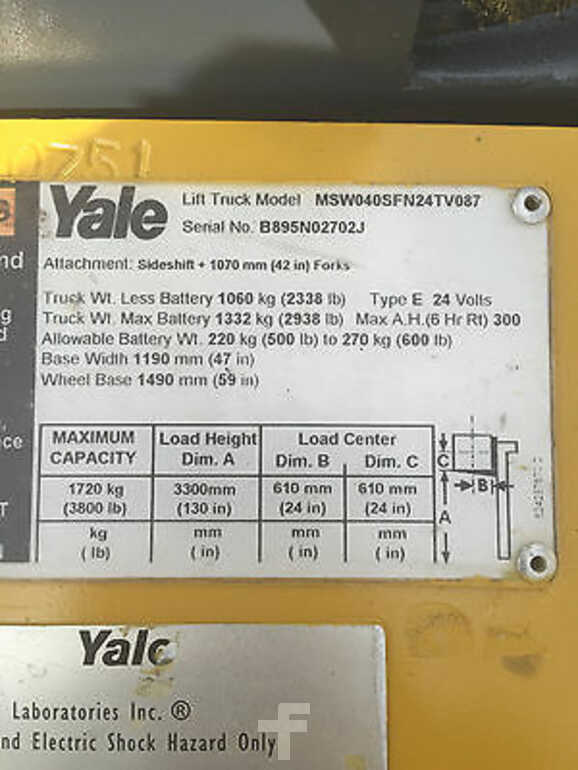 0751
Yale
Lift Truck Model MSW040SFN24TV087
Serial No. B895N02702J
Attachment: Sideshift + 1070 mm (42 in) Forks
Truck Wt. Less Battery 1060 kg (2338 lb) Type E 24 Volts
Truck Wt. Max Battery 1332 kg (2938 lb) Max A.H.(6 Hr Rt) 300
Allowable Battery Wt. 220 kg (500 lb) to 270 kg (600 lb)
Base Width 1190 mm (47 in)
Wheel Base 1490 mm (59 in)
MAXIMUM CAPACITY Load Height Dim. A Load Center Dim. B Dim. C
1720 kg 3300mm 610 mm 610 mm
(3800 lb) (130 in) (24 in) (24 in)
kg mm mm mm
( lb) ( in) ( in) ( in)
C
B
A
Yale
Laboratories Inc. ®
nd Electric Shock Hazard Only